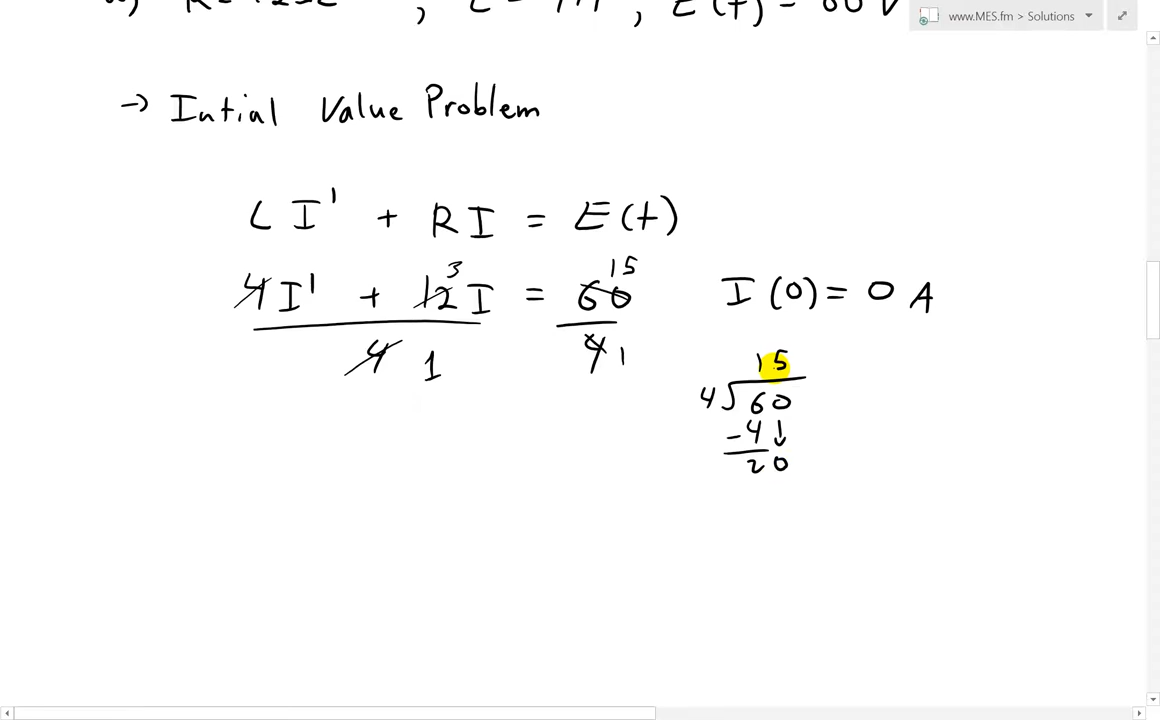 www.MES.fm > Solutions
→ Intial Value Problem
L I' + R I = E(t)
4I' + 12 3 I = 60 15 I(0) = 0 A
4 1 4 1
15
4 60
-4 ↓
20